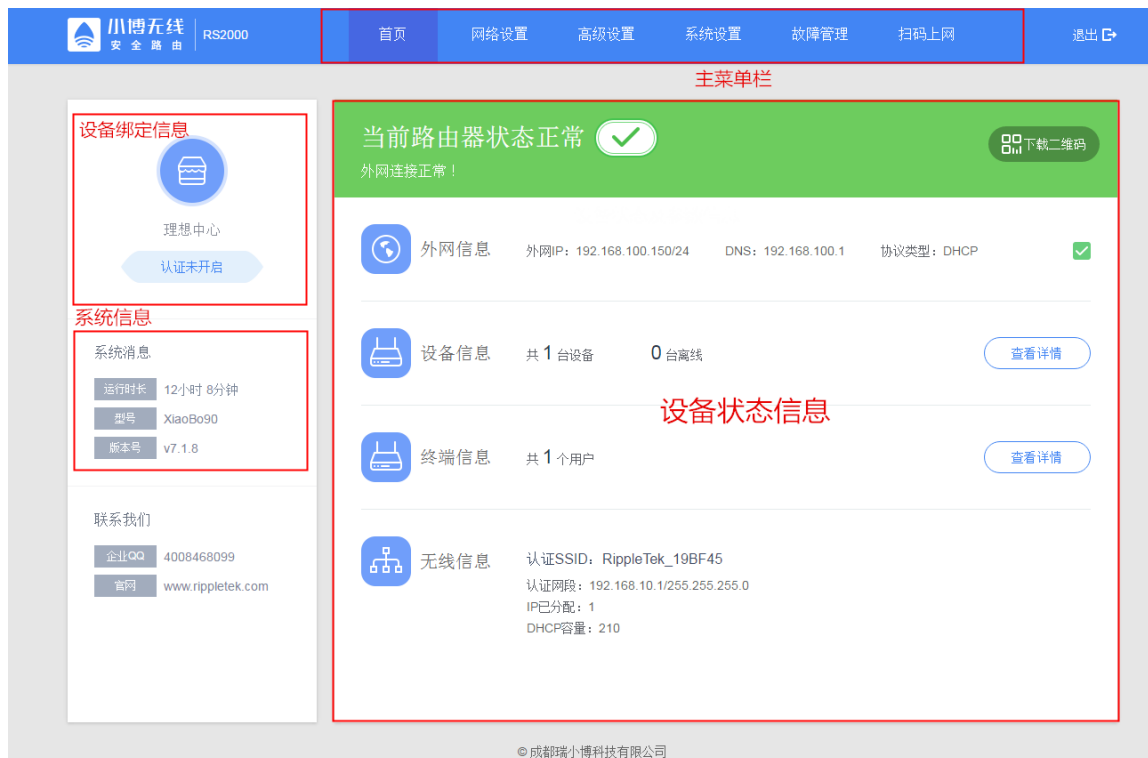 小博无线
安全路由
RS2000
首页
网络设置
高级设置
系统设置
故障管理
扫码上网
退出
主菜单栏
设备绑定信息
理想中心
认证未开启
系统信息
系统消息
运行时长 12小时 8分钟
型号 XiaoBo90
版本号 v7.1.8
联系我们
企业QQ 4008468099
官网 www.rippletek.com
当前路由器状态正常
外网连接正常！
下载二维码
外网信息 外网IP：192.168.100.150/24 DNS：192.168.100.1 协议类型：DHCP
设备信息 共 1 台设备 0 台离线 查看详情
设备状态信息
终端信息 共 1 个用户 查看详情
无线信息 认证SSID：RippleTek_19BF45
认证网段：192.168.10.1/255.255.255.0
IP已分配：1
DHCP容量：210
© 成都瑞小博科技有限公司